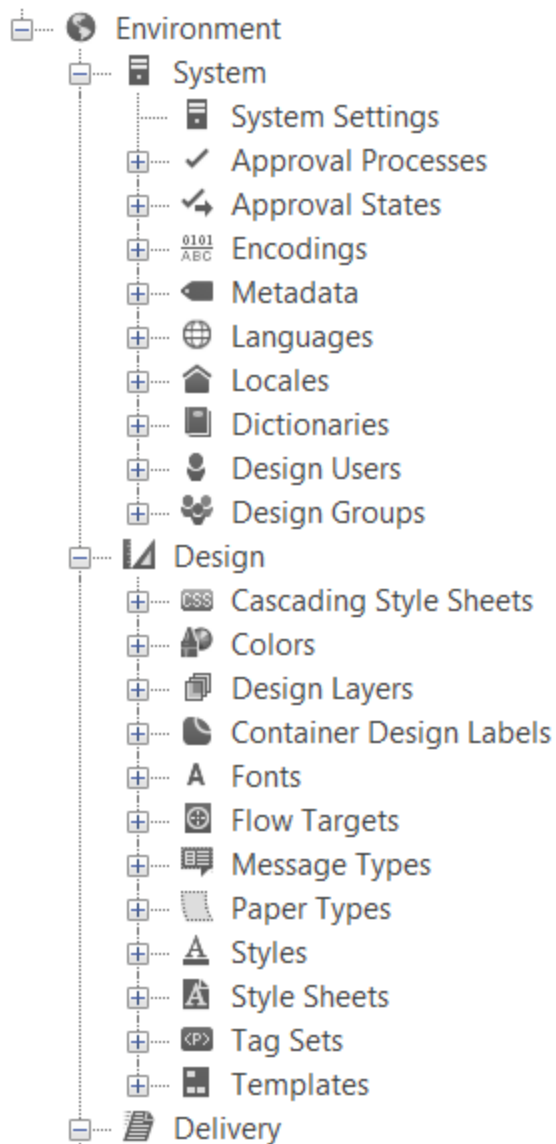 Environment
System
System Settings
Approval Processes
Approval States
0101 ABC Encodings
Metadata
Languages
Locales
Dictionaries
Design Users
Design Groups
Design
CSS Cascading Style Sheets
Colors
Design Layers
Container Design Labels
A Fonts
Flow Targets
Message Types
Paper Types
A Styles
A Style Sheets
<P> Tag Sets
Templates
Delivery